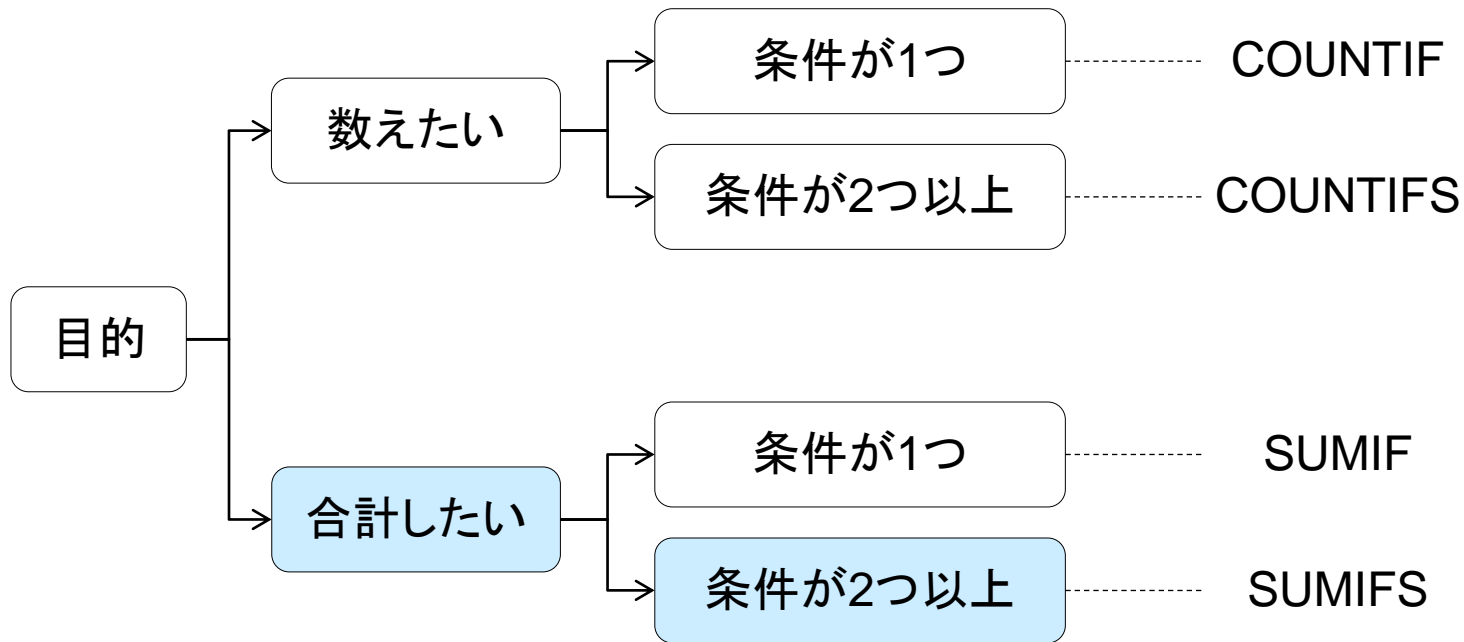 目的
数えたい
条件が1つ
COUNTIF
条件が2つ以上
COUNTIFS
合計したい
条件が1つ
SUMIF
条件が2つ以上
SUMIFS